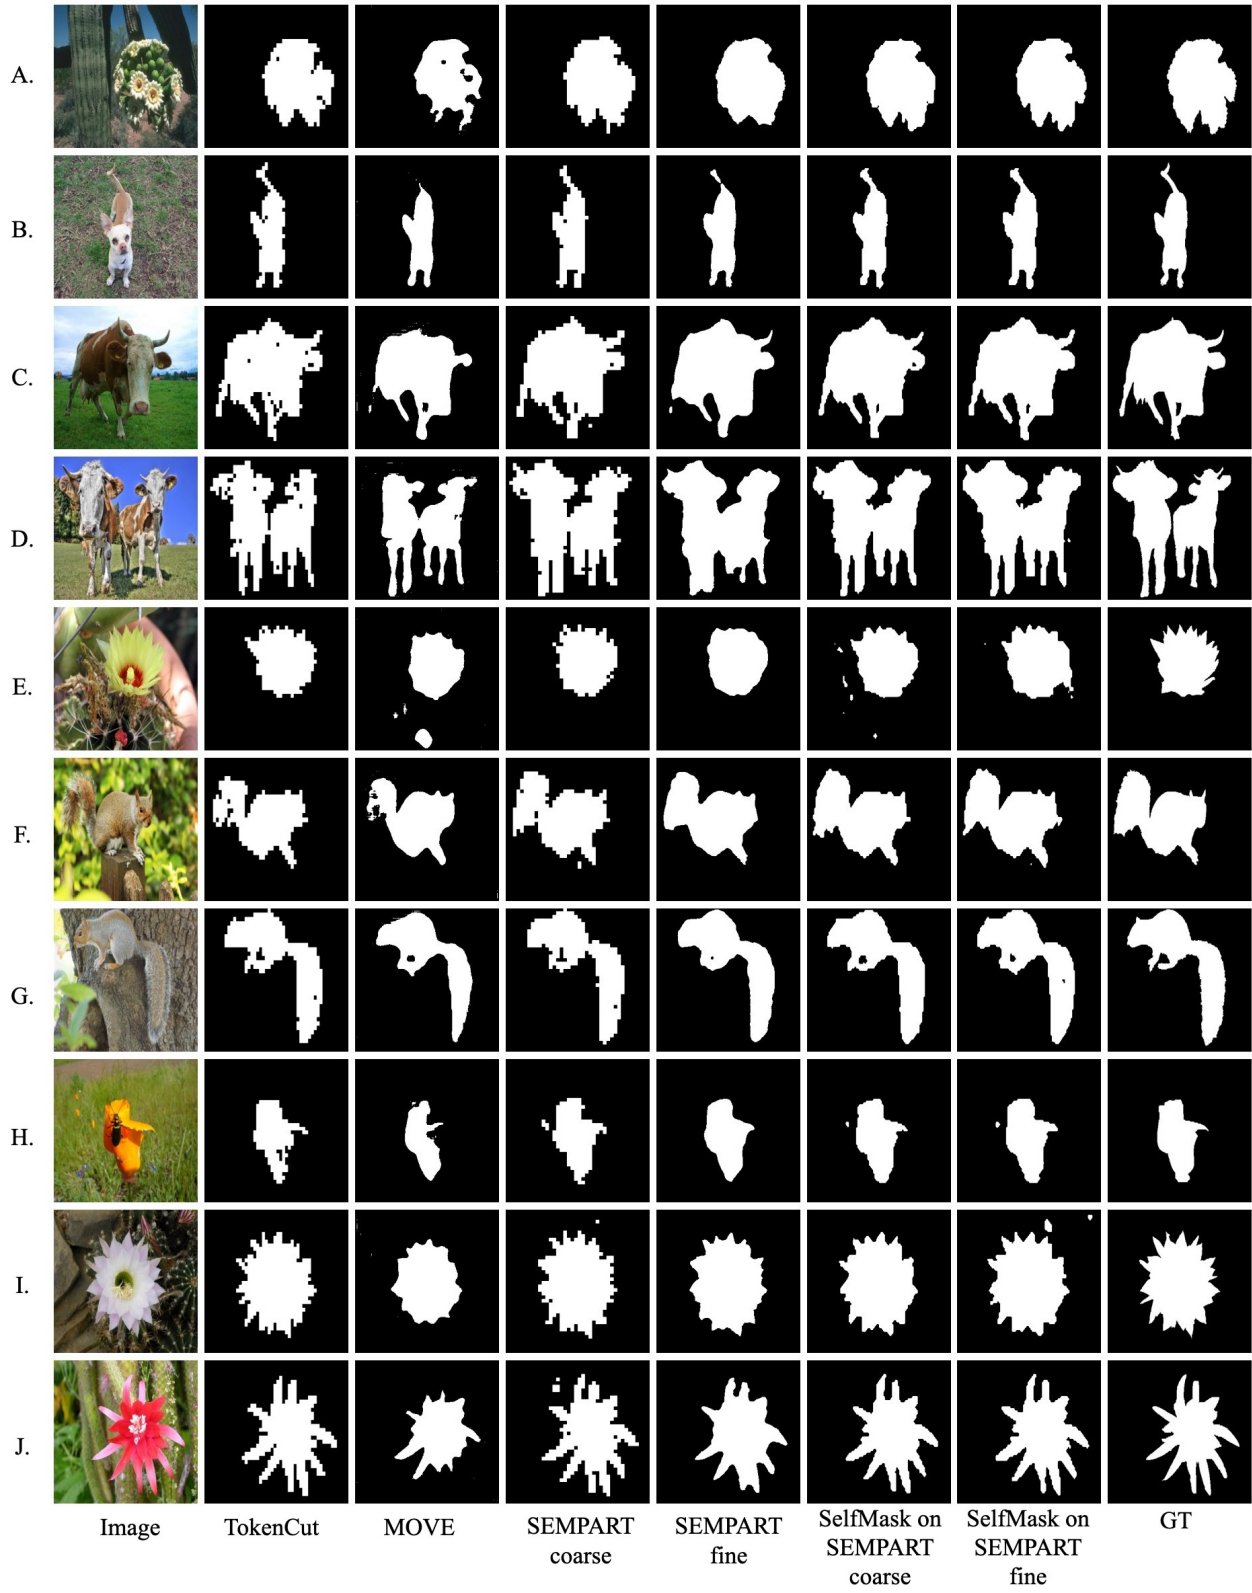 A.
B.
C.
D.
E.
F.
G.
H.
I.
J.
Image
TokenCut
MOVE
SEMPART
coarse
SEMPART
fine
SelfMask on
SEMPART
coarse
SelfMask on
SEMPART
fine
GT